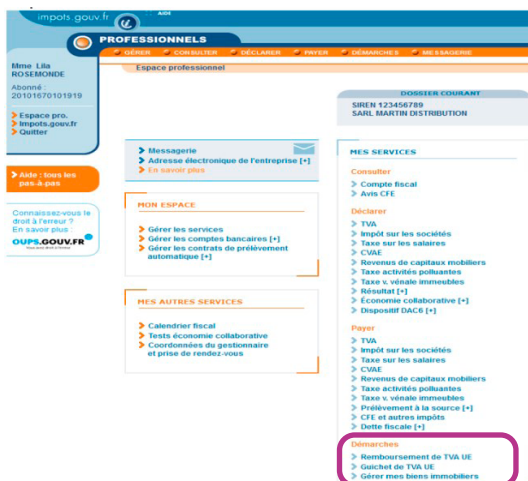 impots.gouv.fr
AIDE
PROFESSIONNELS
GÉRER CONSULTER DÉCLARER PAYER DÉMARCHES MESSAGERIE
Mme Lila
ROSEMONDE
Abonné :
20101670101919
Espace pro.
Impots.gouv.fr
Quitter
Aide : tous les
pas-à-pas
Connaissez-vous le
droit à l'erreur ?
En savoir plus :
OUPS.GOUV.FR
Espace professionnel
Messagerie
Adresse électronique de l'entreprise [+]
En savoir plus
MON ESPACE
Gérer les services
Gérer les comptes bancaires [+]
Gérer les contrats de prélèvement
automatique [+]
MES AUTRES SERVICES
Calendrier fiscal
Tests économie collaborative
Coordonnées du gestionnaire
et prise de rendez-vous
DOSSIER COURANT
SIREN 123456789
SARL MARTIN DISTRIBUTION
MES SERVICES
Consulter
Compte fiscal
Avis CFE
Déclarer
TVA
Impôt sur les sociétés
Taxe sur les salaires
CVAE
Revenus de capitaux mobiliers
Taxe activités polluantes
Taxe v. vénale immeubles
Résultat [+]
Économie collaborative [+]
Dispositif DAC6 [+]
Payer
TVA
Impôt sur les sociétés
Taxe sur les salaires
CVAE
Revenus de capitaux mobiliers
Taxe activités polluantes
Taxe v. vénale immeubles
Prélèvement à la source [+]
CFE et autres impôts
Dette fiscale [+]
Démarches
Remboursement de TVA UE
Guichet de TVA UE
Gérer mes biens immobiliers